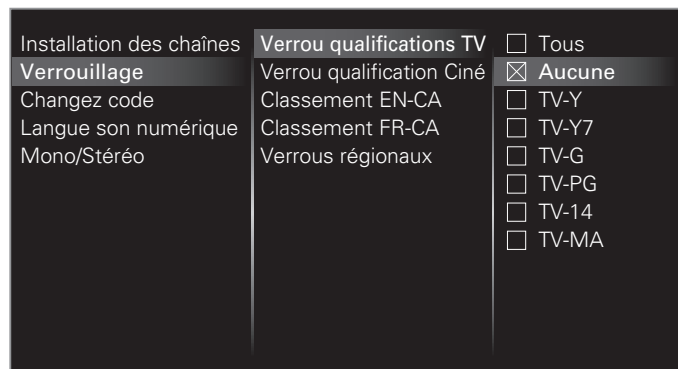 Installation des chaînes
Verrouillage
Changez code
Langue son numérique
Mono/Stéréo
Verrou qualifications TV
Verrou qualification Ciné
Classement EN-CA
Classement FR-CA
Verrous régionaux
Tous
Aucune
TV-Y
TV-Y7
TV-G
TV-PG
TV-14
TV-MA